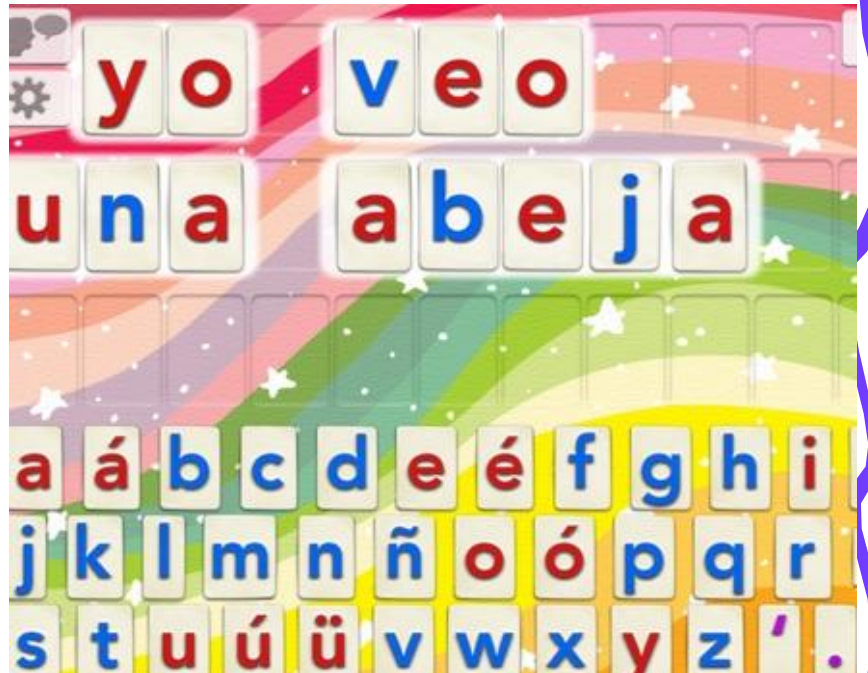 yo veo
una abeja
a á b c d e é f g h i
j k l m n ñ o ó p q r
s t u ú ü v w x y z ' .